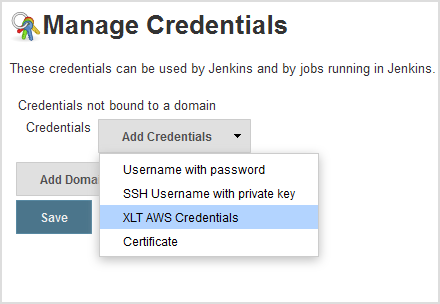 Manage Credentials
These credentials can be used by Jenkins and by jobs running in Jenkins.
Credentials not bound to a domain
Credentials
Add Credentials
Username with password
Add Doma
SSH Username with private key
Save
XLT AWS Credentials
Certificate